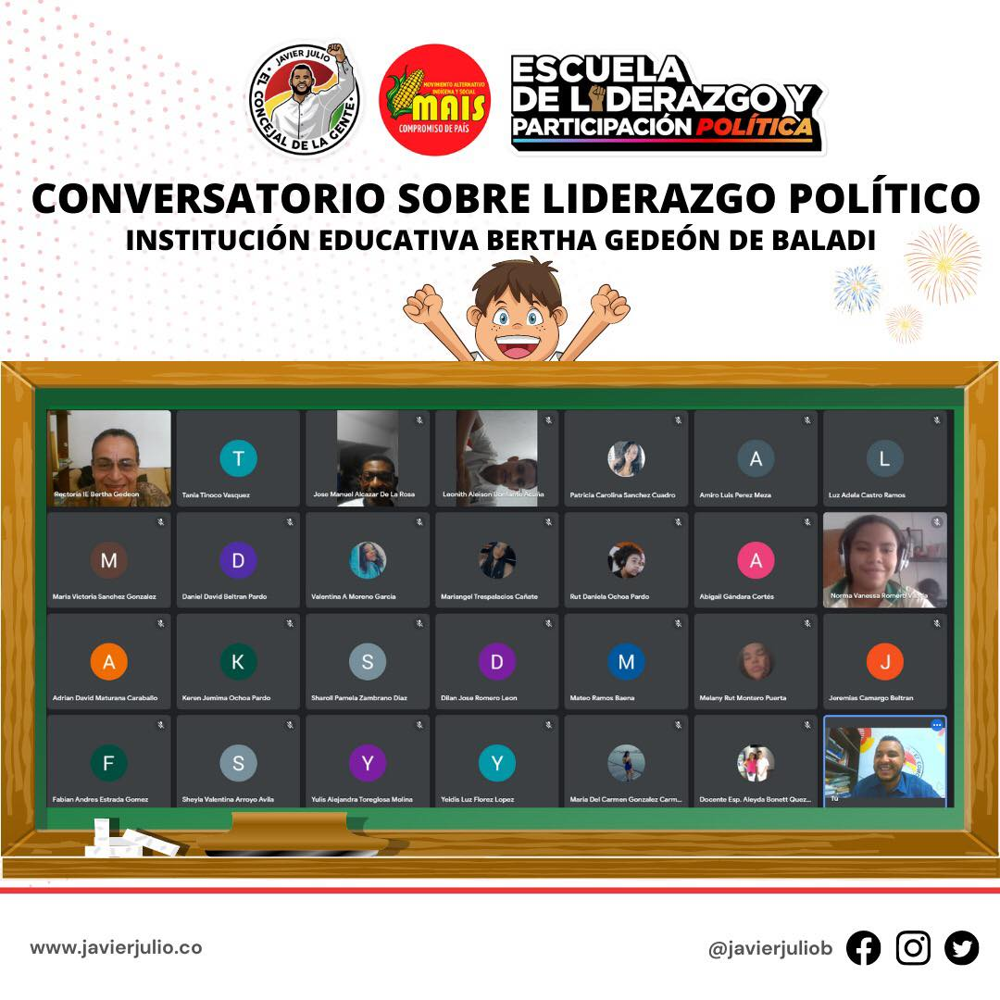 JAVIER JULIO
EL CONCEJAL DE LA GENTE
MOVIMIENTO ALTERNATIVO
INDÍGENA Y SOCIAL
MAIS
COMPROMISO DE PAÍS
ESCUELA
DE LIDERAZGO Y
PARTICIPACIÓN POLÍTICA
CONVERSATORIO SOBRE LIDERAZGO POLÍTICO
INSTITUCIÓN EDUCATIVA BERTHA GEDEÓN DE BALADI
Rectoría IE Bertha Gedeon
T
Tania Tinoco Vasquez
Jose Manuel Alcazar De La Rosa
Leonith Aleison
Patricia Carolina Sanchez Cuadro
A
Amiro Luis Perez Meza
L
Luz Adela Castro Ramos
M
Maria Victoria Sanchez Gonzalez
D
Daniel David Beltran Pardo
Valentina A Moreno Garcia
Mariangel Trespalacios Cañate
Rut Daniela Ochoa Pardo
A
Abigail Gándara Cortés
Norma Vanessa Romero
A
Adrian David Maturana Caraballo
K
Keren Jemima Ochoa Pardo
S
Sharoll Pamela Zambrano Diaz
D
Dilan Jose Romero Leon
M
Mateo Ramos Baena
Melany Rut Montero Puerta
J
Jeremías Camargo Beltran
F
Fabian Andres Estrada Gomez
S
Sheyla Valentina Arroyo Avila
Y
Yulis Alejandra Toreglosa Molina
Y
Yeidis Luz Florez Lopez
Maria Del Carmen Gonzalez Carm...
Docente Esp. Aleyda Bonett Quez...
Tú
www.javierjulio.co
@javierjuliob